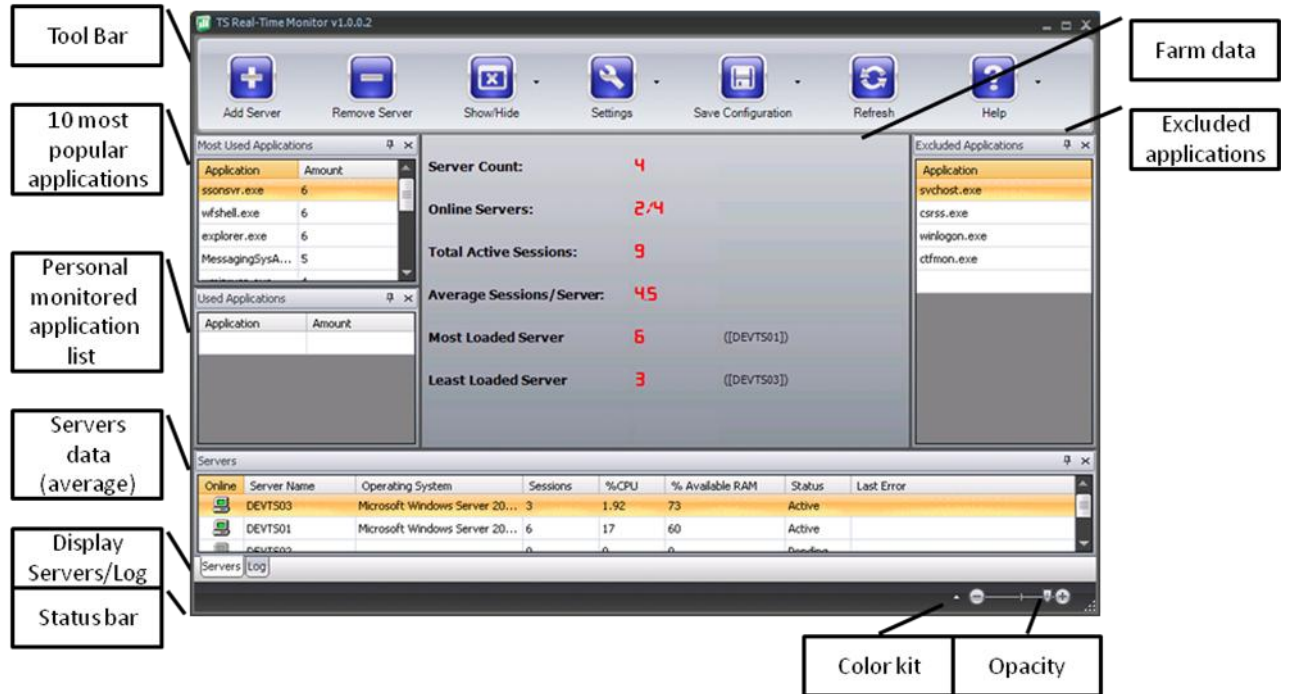 Tool Bar
10 most
popular
applications
Personal
monitored
application
list
Servers
data
(average)
Display
Servers/Log
Status bar
TS Real-Time Monitor v1.0.0.2
Add Server
Remove Server
Show/Hide
Settings
Save Configuration
Refresh
Help
Most Used Applications
Application Amount
ssonsvr.exe 6
wfshell.exe 6
explorer.exe 6
MessagingSysA... 5
Used Applications
Application Amount
Server Count: 4
Online Servers: 2/4
Total Active Sessions: 9
Average Sessions/Server: 4.5
Most Loaded Server 6 ([DEVTS01])
Least Loaded Server 3 ([DEVTS03])
Excluded Applications
Application
svchost.exe
csrss.exe
winlogon.exe
ctfmon.exe
Servers
Online Server Name Operating System Sessions %CPU % Available RAM Status Last Error
DEVTS03 Microsoft Windows Server 20... 3 1.92 73 Active
DEVTS01 Microsoft Windows Server 20... 6 17 60 Active
DEVTS02 0 0 0 Pending
Servers Log
Farm data
Excluded
applications
Color kit
Opacity